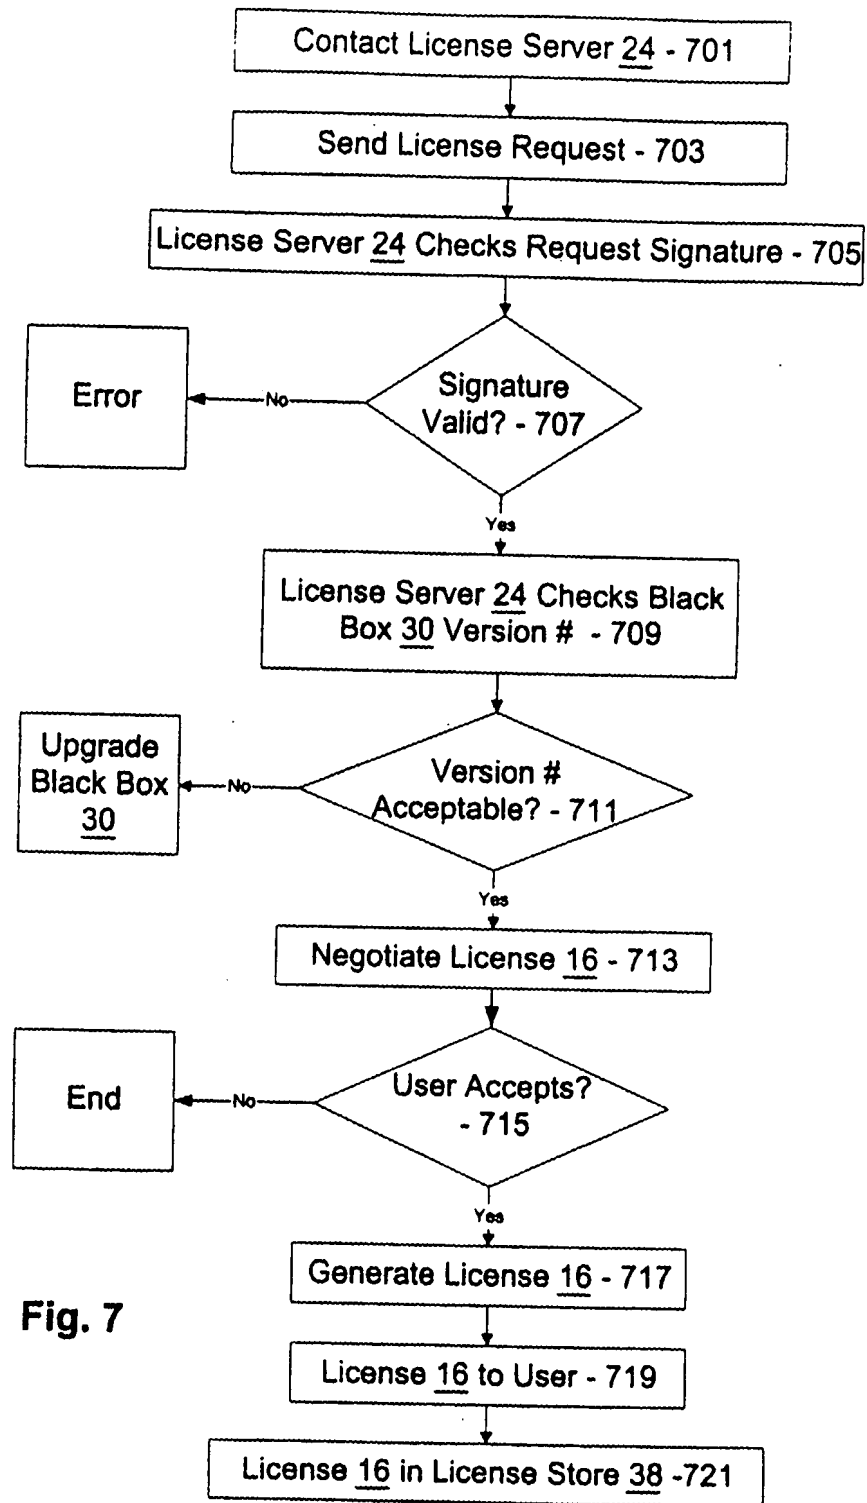 Contact License Server 24 - 701
Send License Request - 703
License Server 24 Checks Request Signature - 705
Signature
Valid? - 707
No
Error
Yes
License Server 24 Checks Black
Box 30 Version # - 709
Version #
Acceptable? - 711
No
Upgrade
Black Box
30
Yes
Negotiate License 16 - 713
User Accepts?
- 715
No
End
Yes
Generate License 16 - 717
License 16 to User - 719
License 16 in License Store 38 -721
Fig. 7